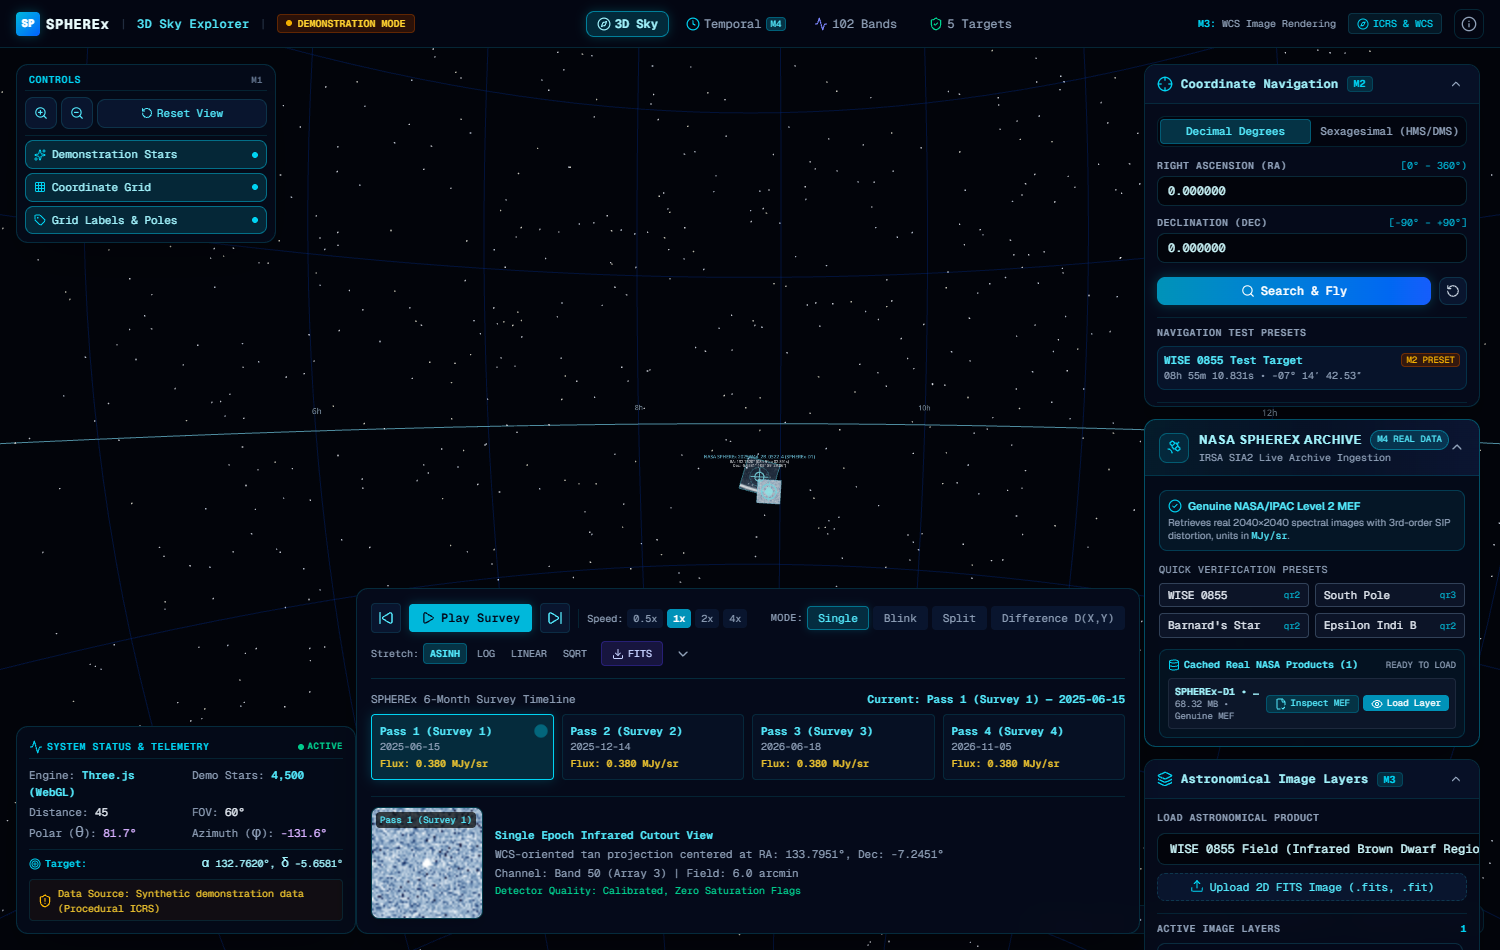 SP SPHEREx | 3D Sky Explorer | DEMONSTRATION MODE
3D Sky
Temporal M4
102 Bands
5 Targets
M3: WCS Image Rendering
ICRS & WCS
CONTROLS M1
Reset View
Demonstration Stars
Coordinate Grid
Grid Labels & Poles
6h
8h
10h
12h
Coordinate Navigation M2
Decimal Degrees
Sexagesimal (HMS/DMS)
RIGHT ASCENSION (RA) [0° - 360°)
0.000000
DECLINATION (DEC) [-90° - +90°]
0.000000
Search & Fly
NAVIGATION TEST PRESETS
WISE 0855 Test Target M2 PRESET
08h 55m 10.831s • -07° 14' 42.53"
NASA SPHEREX ARCHIVE M4 REAL DATA
IRSA SIA2 Live Archive Ingestion
Genuine NASA/IPAC Level 2 MEF
Retrieves real 2040×2040 spectral images with 3rd-order SIP
distortion, units in MJy/sr.
QUICK VERIFICATION PRESETS
WISE 0855 qr2
South Pole qr3
Barnard's Star qr2
Epsilon Indi B qr2
Cached Real NASA Products (1) READY TO LOAD
SPHEREx-D1 • …
68.32 MB •
Genuine MEF
Inspect MEF
Load Layer
Astronomical Image Layers M3
LOAD ASTRONOMICAL PRODUCT
WISE 0855 Field (Infrared Brown Dwarf Regio
Upload 2D FITS Image (.fits, .fit)
ACTIVE IMAGE LAYERS 1
Play Survey
Speed: 0.5x 1x 2x 4x
MODE: Single Blink Split Difference D(X,Y)
Stretch: ASINH LOG LINEAR SQRT FITS
SPHEREx 6-Month Survey Timeline
Current: Pass 1 (Survey 1) — 2025-06-15
Pass 1 (Survey 1)
2025-06-15
Flux: 0.380 MJy/sr
Pass 2 (Survey 2)
2025-12-14
Flux: 0.380 MJy/sr
Pass 3 (Survey 3)
2026-06-18
Flux: 0.380 MJy/sr
Pass 4 (Survey 4)
2026-11-05
Flux: 0.380 MJy/sr
Pass 1 (Survey 1)
Single Epoch Infrared Cutout View
WCS-oriented tan projection centered at RA: 133.7951°, Dec: -7.2451°
Channel: Band 50 (Array 3) | Field: 6.0 arcmin
Detector Quality: Calibrated, Zero Saturation Flags
SYSTEM STATUS & TELEMETRY ACTIVE
Engine: Three.js (WebGL)
Demo Stars: 4,500
Distance: 45
FOV: 60°
Polar (θ): 81.7°
Azimuth (φ): -131.6°
Target: α 132.7620°, δ -5.6581°
Data Source: Synthetic demonstration data
(Procedural ICRS)